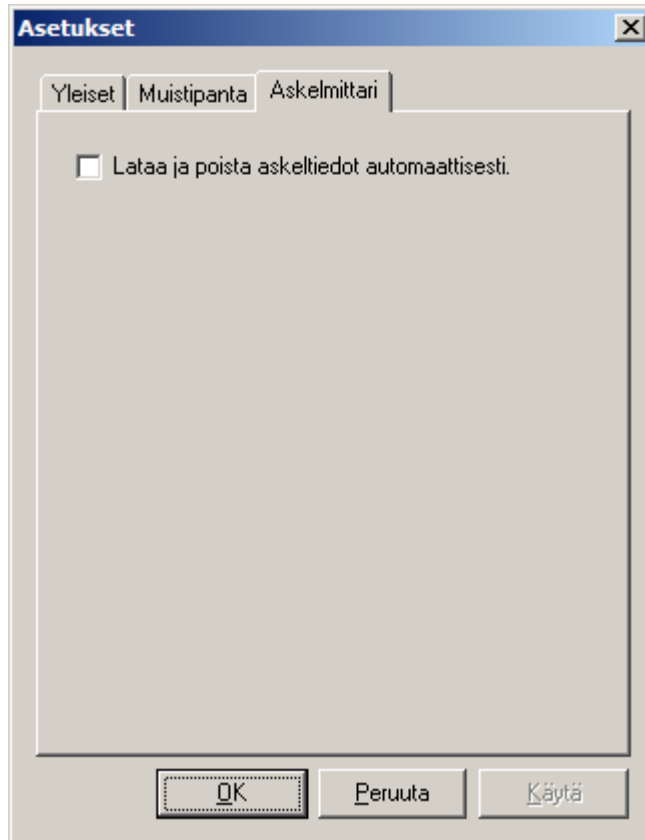 Asetukset
Yleiset Muistipanta Askelmittari
Lataa ja poista askeltiedot automaattisesti.
OK Peruuta Käytä